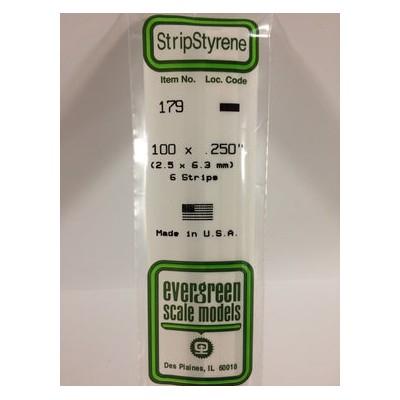 StripStyrene
Item No. Loc. Code
179
100 x .250"
(2.5 x 6.3 mm)
6 Strips
Made in U.S.A.
evergreen
scale models
Des Plaines, IL 60018